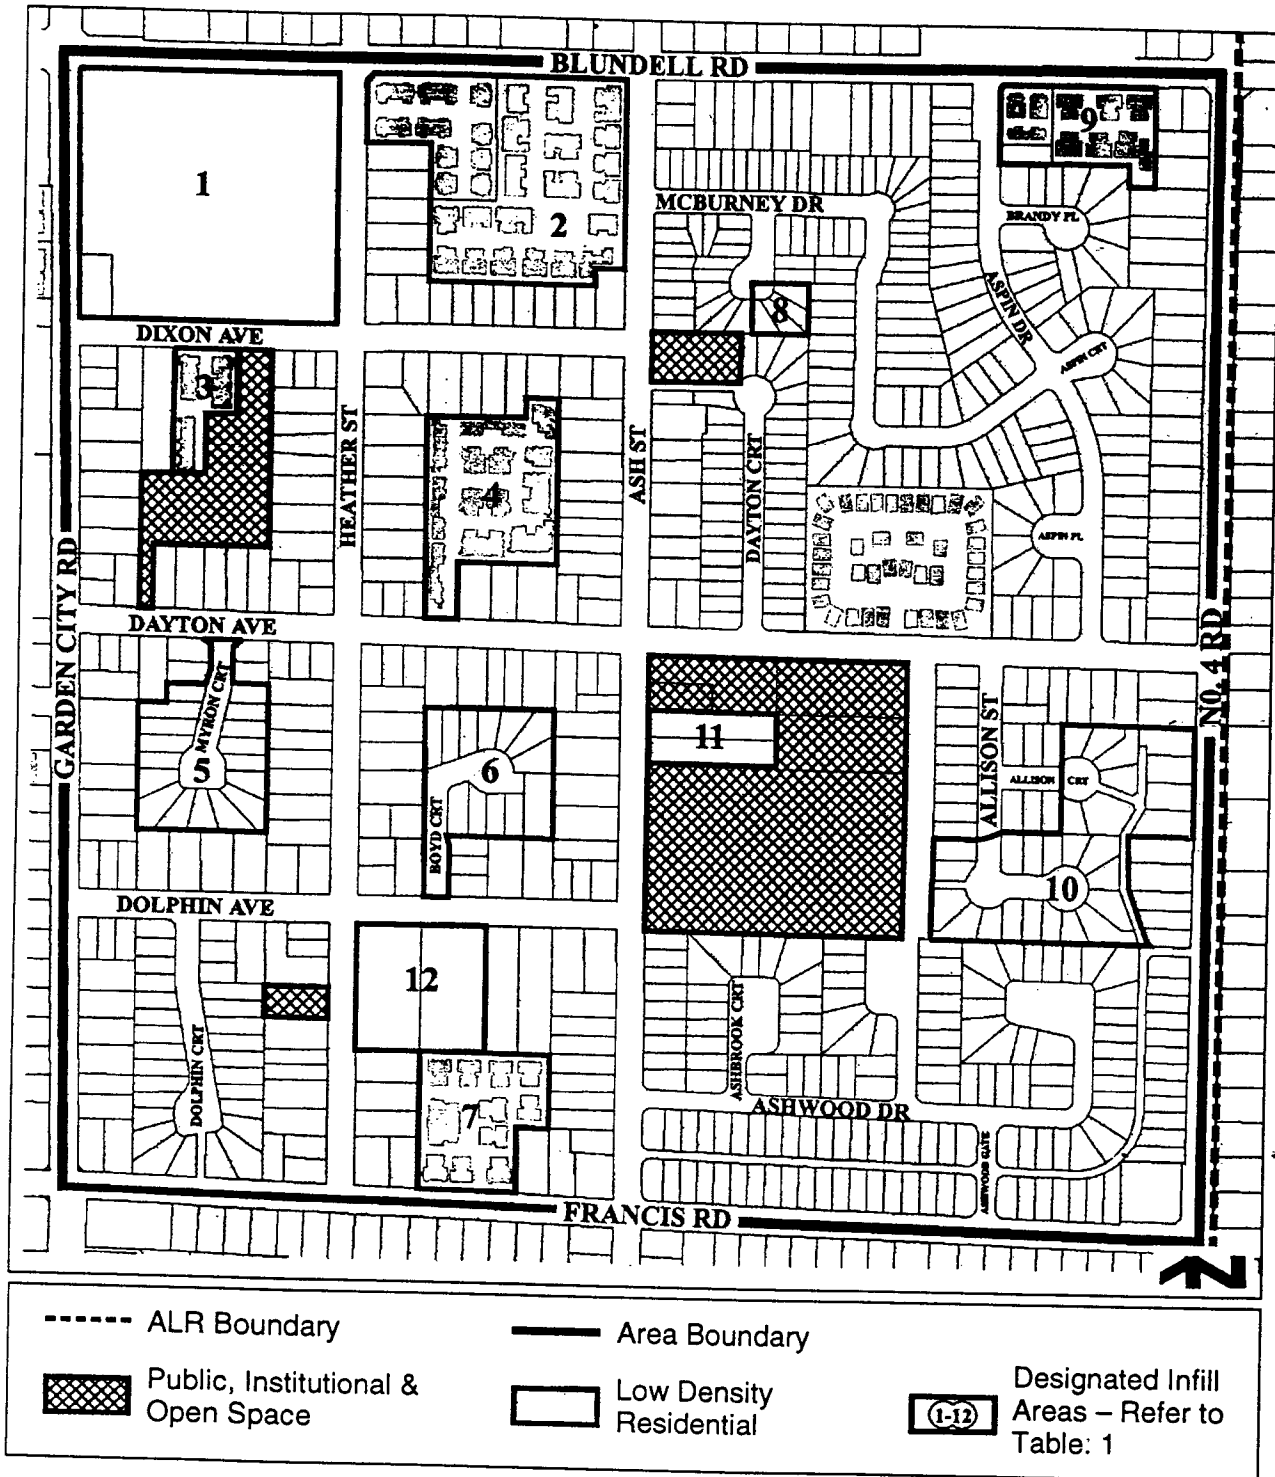 BLUNDELL RD
1
2
9
MCBURNEY DR
BRANDY PL
ASPIN DR
8
DIXON AVE
ASPIN CRT
3
HEATHER ST
ASH ST
4
DAYTON CRT
ASPIN PL
GARDEN CITY RD
DAYTON AVE
NO. 4 RD
MYRON CRT
5
6
11
ALLISON ST
ALLISON CRT
BOYD CRT
10
DOLPHIN AVE
12
DOLPHIN CRT
ASHBROOK CRT
7
ASHWOOD DR
ASHWOOD GATE
FRANCIS RD
N
ALR Boundary
Area Boundary
Public, Institutional &
Open Space
Low Density
Residential
(1-12)
Designated Infill
Areas – Refer to
Table: 1